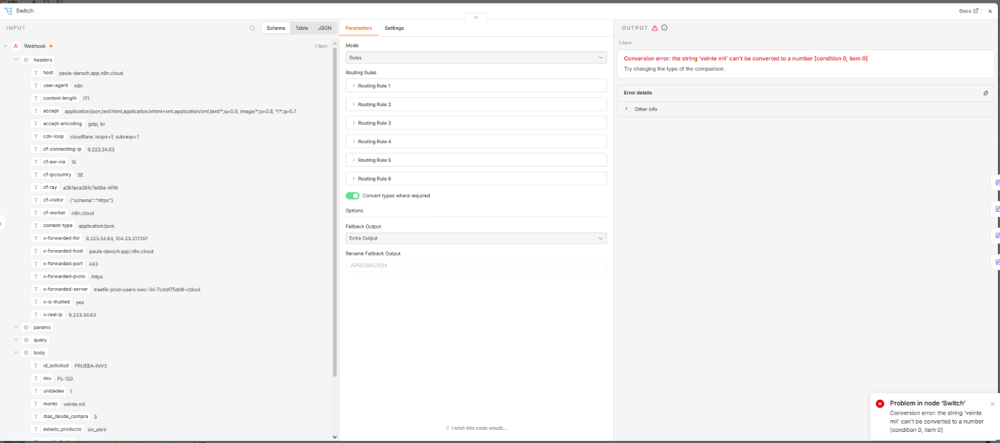 Switch
Docs
INPUT
Schema Table JSON
Webhook
1 item
headers
host paula-daroch.app.n8n.cloud
user-agent n8n
content-length 171
accept application/json,text/html,application/xhtml+xml,application/xml,text/*;q=0.9, image/*;q=0.8, */*;q=0.7
accept-encoding gzip, br
cdn-loop cloudflare; loops=1; subreqs=1
cf-connecting-ip 9.223.34.63
cf-ew-via 15
cf-ipcountry SE
cf-ray a3b1aca38fc7a68a-ARN
cf-visitor {"scheme":"https"}
cf-worker n8n.cloud
content-type application/json
x-forwarded-for 9.223.34.63, 104.23.217.137
x-forwarded-host paula-daroch.app.n8n.cloud
x-forwarded-port 443
x-forwarded-proto https
x-forwarded-server traefik-prod-users-swc-34-7c4df75dd9-cbkz4
x-is-trusted yes
x-real-ip 9.223.34.63
params
query
body
id_solicitud PRUEBA-INV3
sku PL-120
unidades 1
monto veinte mil
dias_desde_compra 5
estado_producto sin_abrir
Parameters Settings
Mode
Rules
Routing Rules
Routing Rule 1
Routing Rule 2
Routing Rule 3
Routing Rule 4
Routing Rule 5
Routing Rule 6
Convert types where required
Options
Fallback Output
Extra Output
Rename Fallback Output
APROBACION
I wish this node would...
OUTPUT
1 item
Conversion error: the string 'veinte mil' can't be converted to a number [condition 0, item 0]
Try changing the type of the comparison.
Error details
Other info
Problem in node 'Switch'
Conversion error: the string 'veinte
mil' can't be converted to a number
[condition 0, item 0]